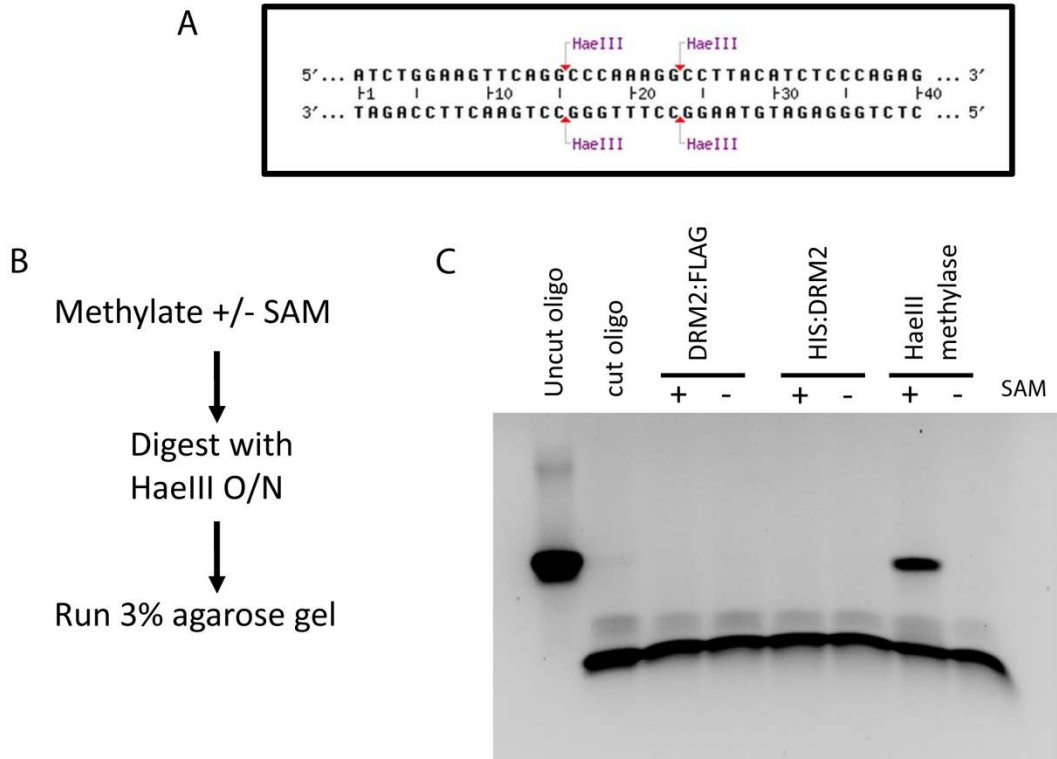 A
HaeIII HaeIII
5'... ATCTGGAAGTTCAGGCCCAAAGGCCTTACATCTCCCAGAG ... 3'
1 10 20 30 40
3'... TAGACCTTCAAGTCCGGGTTTCCGGAATGTAGAGGGTCTC ... 5'
HaeIII HaeIII
B
Methylate +/- SAM
Digest with
HaeIII O/N
Run 3% agarose gel
C
Uncut oligo
cut oligo
DRM2:FLAG
HIS:DRM2
HaeIII
methylase
+ - + - + - SAM